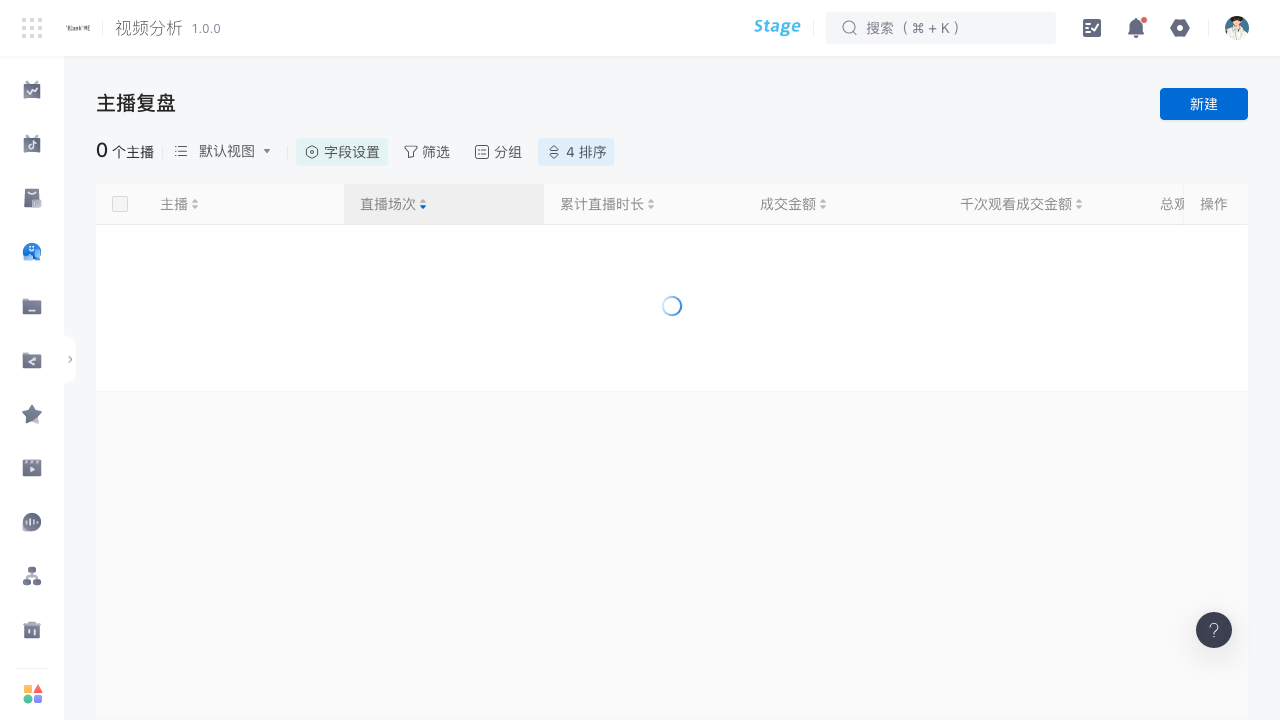 视频分析 1.0.0
Stage
搜索（ ⌘ + K ）
主播复盘
新建
0 个主播
默认视图
字段设置
筛选
分组
4 排序
主播
直播场次
累计直播时长
成交金额
千次观看成交金额
总观
操作
?